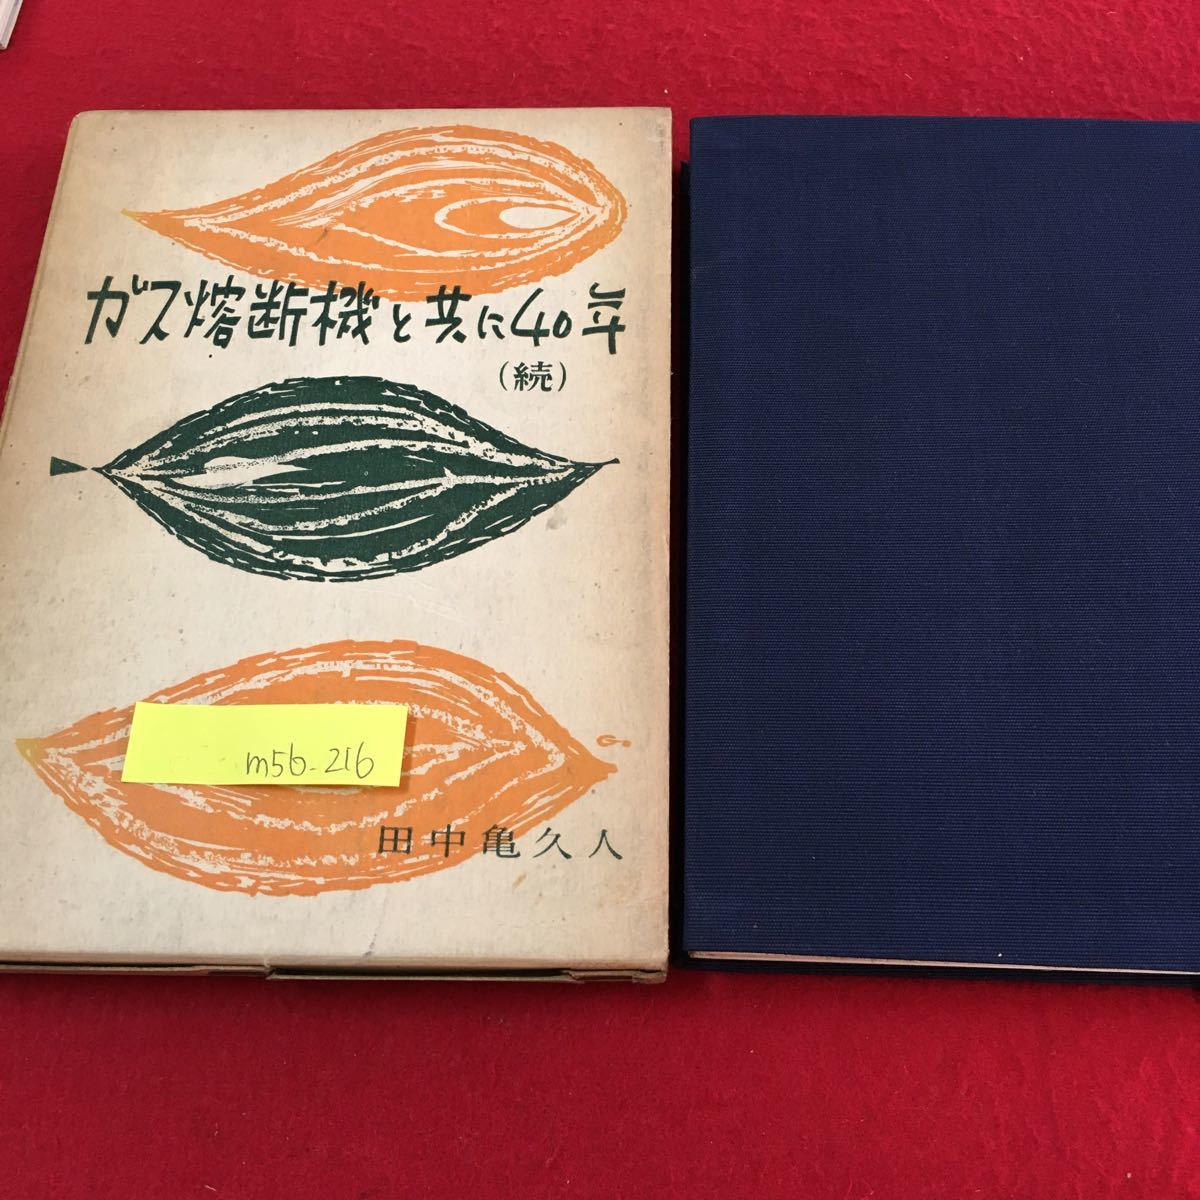 ガス熔断機と共に40年
(続)
m56-216
G.
田中亀久人